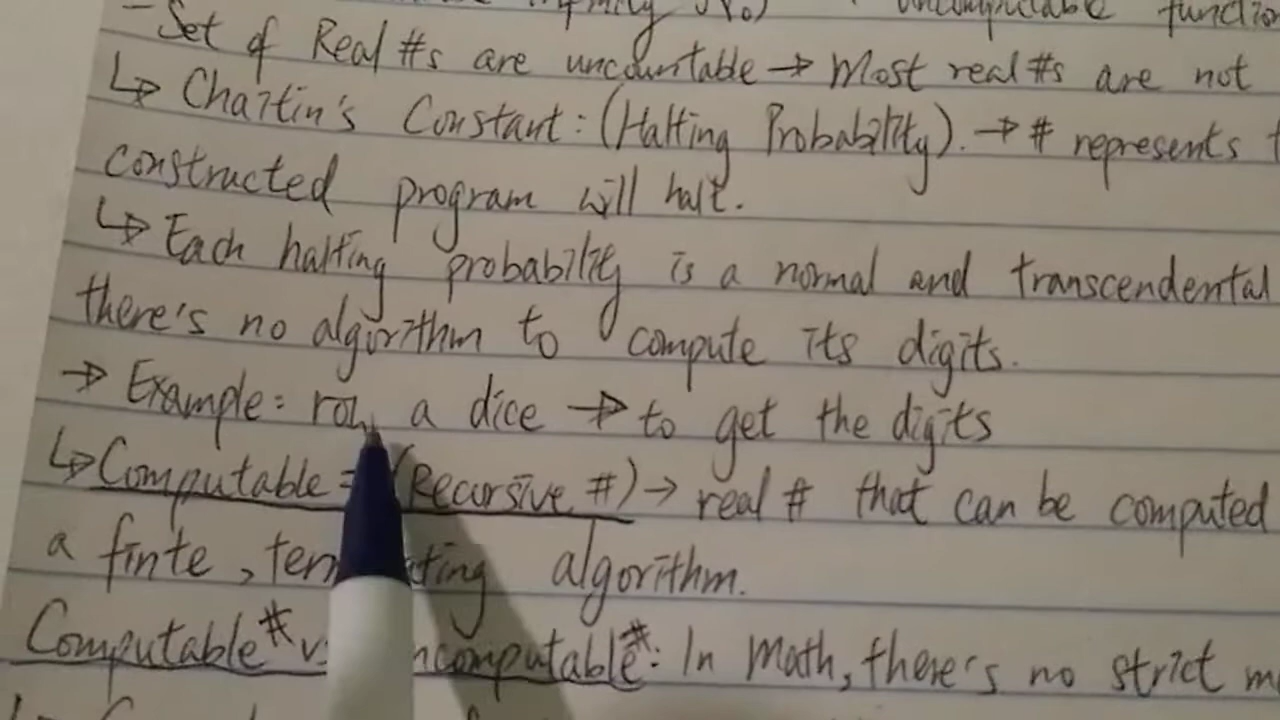 uncomputable
- Set of Real #s are uncountable → Most real #s are not
↳ Chaitin's Constant: (Halting Probability). → # represents
constructed program will halt.
↳ Each halting probability is a normal and transcendental
there's no algorithm to compute its digits.
→ Example: a dice → to get the digits
↳ Computable = (Recursive #) → real # that can be computed
a finte, algorithm.
Computable # : In Math, there's no strict